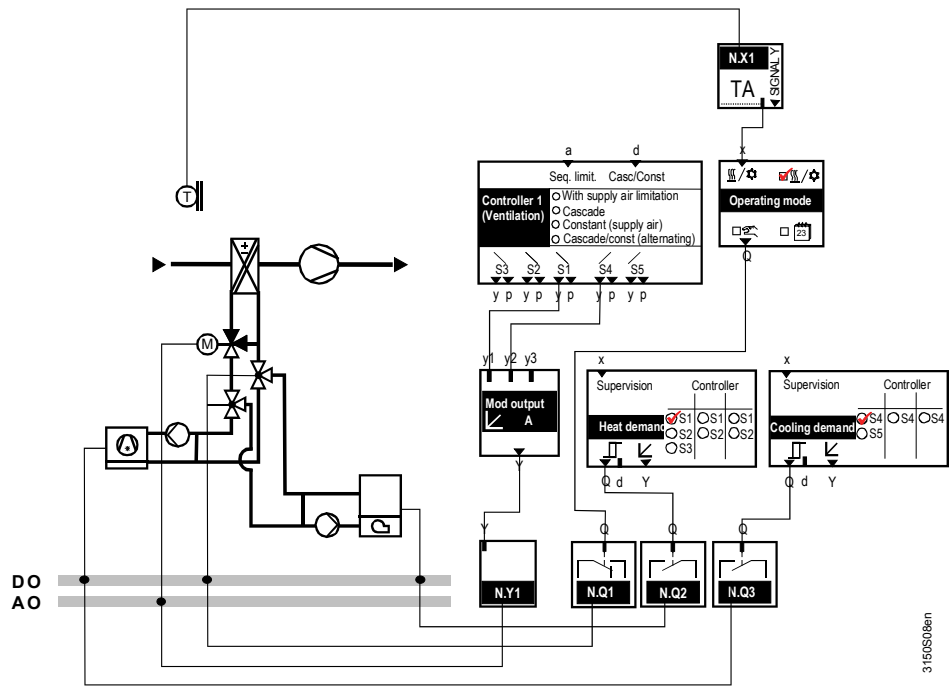 N.X1
TA
SIGNAL Y
x
T
a d
Seq. limit. Casc/Const
Controller 1
(Ventilation)
With supply air limitation
Cascade
Constant (supply air)
Cascade/const (alternating)
S3 S2 S1 S4 S5
y p y p y p y p y p
Operating mode
23
Q
M
y1 y2 y3
Mod output
A
Y
x
Supervision Controller
Heat demand
S1 S1 S1
S2 S2 S2
S3
Q d Y
x
Supervision Controller
Cooling demand
S4 S4 S4
S5
Q d Y
Y
N.Y1
Q
N.Q1
Q
N.Q2
Q
N.Q3
DO
AO
3150S08en